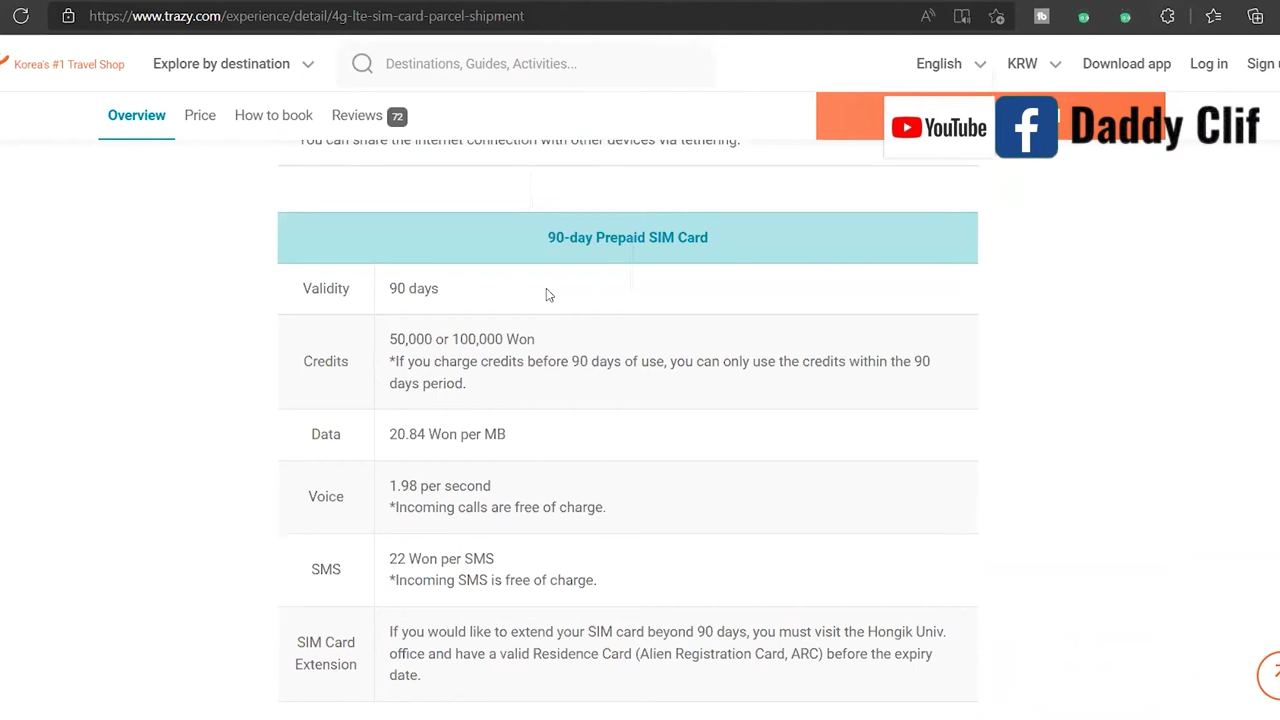 https://www.trazy.com/experience/detail/4g-lte-sim-card-parcel-shipment
Korea's #1 Travel Shop
Explore by destination
Destinations, Guides, Activities...
English
KRW
Download app
Log in
Sign
Overview
Price
How to book
Reviews 72
YouTube
Daddy Clif
You can share the internet connection with other devices via tethering.
90-day Prepaid SIM Card
Validity
90 days
Credits
50,000 or 100,000 Won
*If you charge credits before 90 days of use, you can only use the credits within the 90
days period.
Data
20.84 Won per MB
Voice
1.98 per second
*Incoming calls are free of charge.
SMS
22 Won per SMS
*Incoming SMS is free of charge.
SIM Card
Extension
If you would like to extend your SIM card beyond 90 days, you must visit the Hongik Univ.
office and have a valid Residence Card (Alien Registration Card, ARC) before the expiry
date.